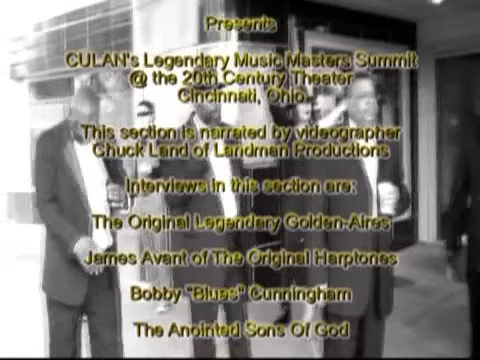 Presents
CULAN's Legendary Music Masters Summit
@ the 20th Century Theater
Cincinnati, Ohio.
This section is narrated by videographer
Chuck Land of Landman Productions
Interviews in this section are:
The Original Legendary Golden-Aires
James Avant of The Original Harptones
Bobby "Blues" Cunningham
The Anointed Sons Of God